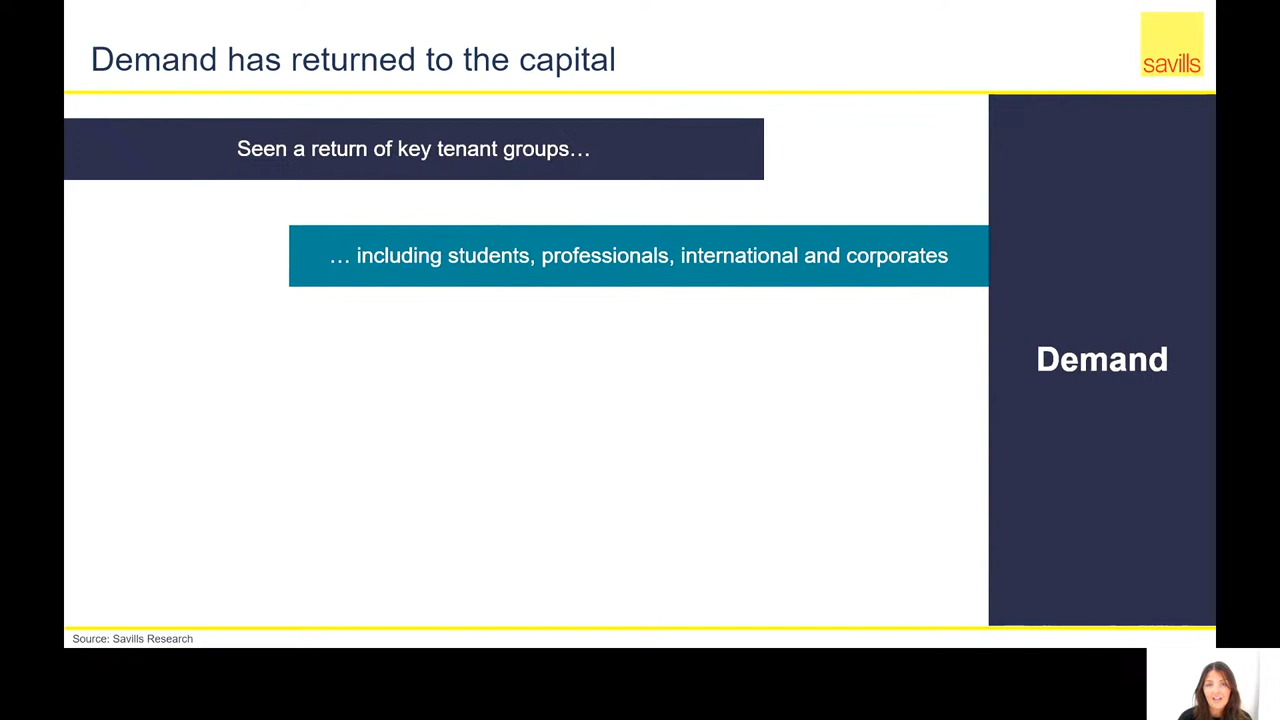 Demand has returned to the capital
savills
Seen a return of key tenant groups…
… including students, professionals, international and corporates
Demand
Source: Savills Research